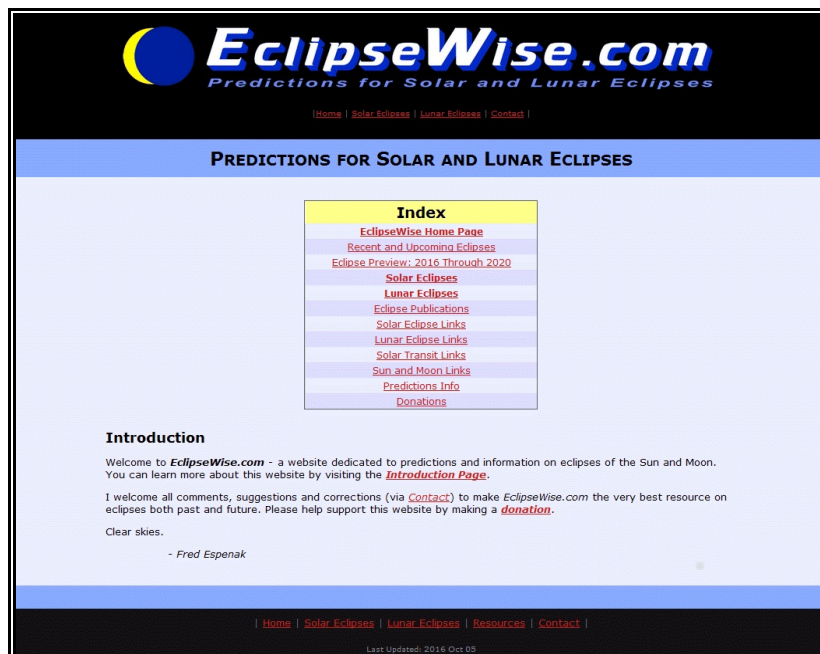 EclipseWise.com
Predictions for Solar and Lunar Eclipses
|Home | Solar Eclipses | Lunar Eclipses | Contact |
PREDICTIONS FOR SOLAR AND LUNAR ECLIPSES
Index
EclipseWise Home Page
Recent and Upcoming Eclipses
Eclipse Preview: 2016 Through 2020
Solar Eclipses
Lunar Eclipses
Eclipse Publications
Solar Eclipse Links
Lunar Eclipse Links
Solar Transit Links
Sun and Moon Links
Predictions Info
Donations
Introduction
Welcome to EclipseWise.com - a website dedicated to predictions and information on eclipses of the Sun and Moon.
You can learn more about this website by visiting the Introduction Page.
I welcome all comments, suggestions and corrections (via Contact) to make EclipseWise.com the very best resource on
eclipses both past and future. Please help support this website by making a donation.
Clear skies.
- Fred Espenak
| Home | Solar Eclipses | Lunar Eclipses | Resources | Contact |
Last Updated: 2016 Oct 05